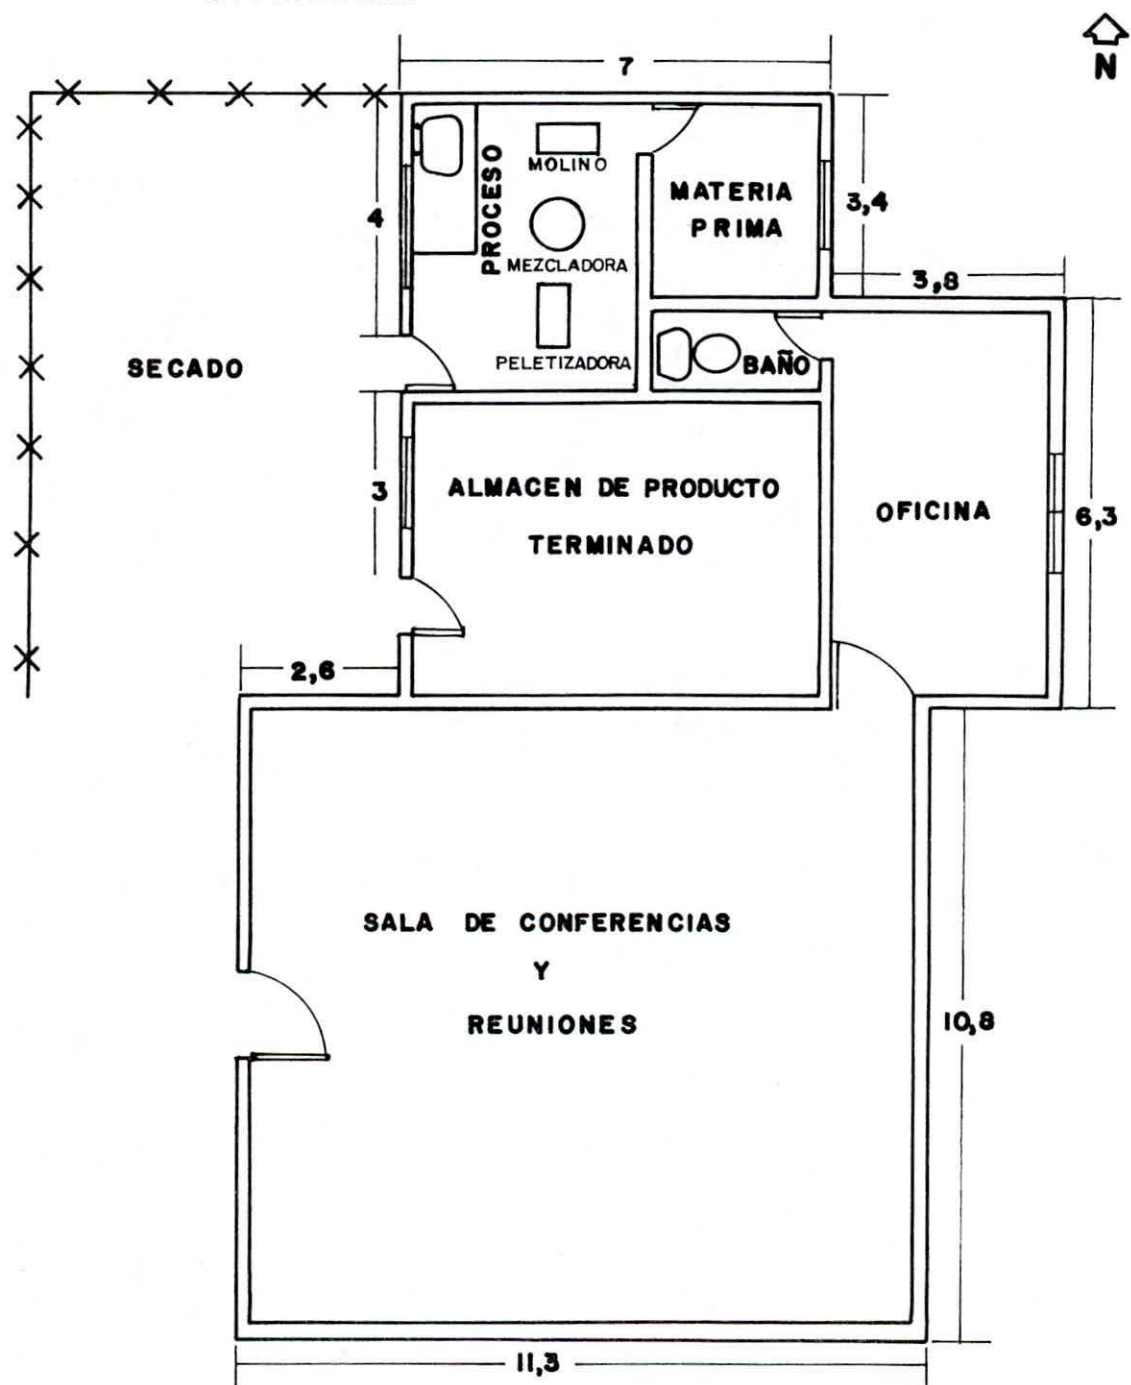 N
7
PROCESO
MOLINO
MATERIA
PRIMA
3,4
4
MEZCLADORA
3,8
PELETIZADORA
BAÑO
SECADO
3
ALMACEN DE PRODUCTO
TERMINADO
OFICINA
6,3
2,6
SALA DE CONFERENCIAS
Y
REUNIONES
10,8
11,3